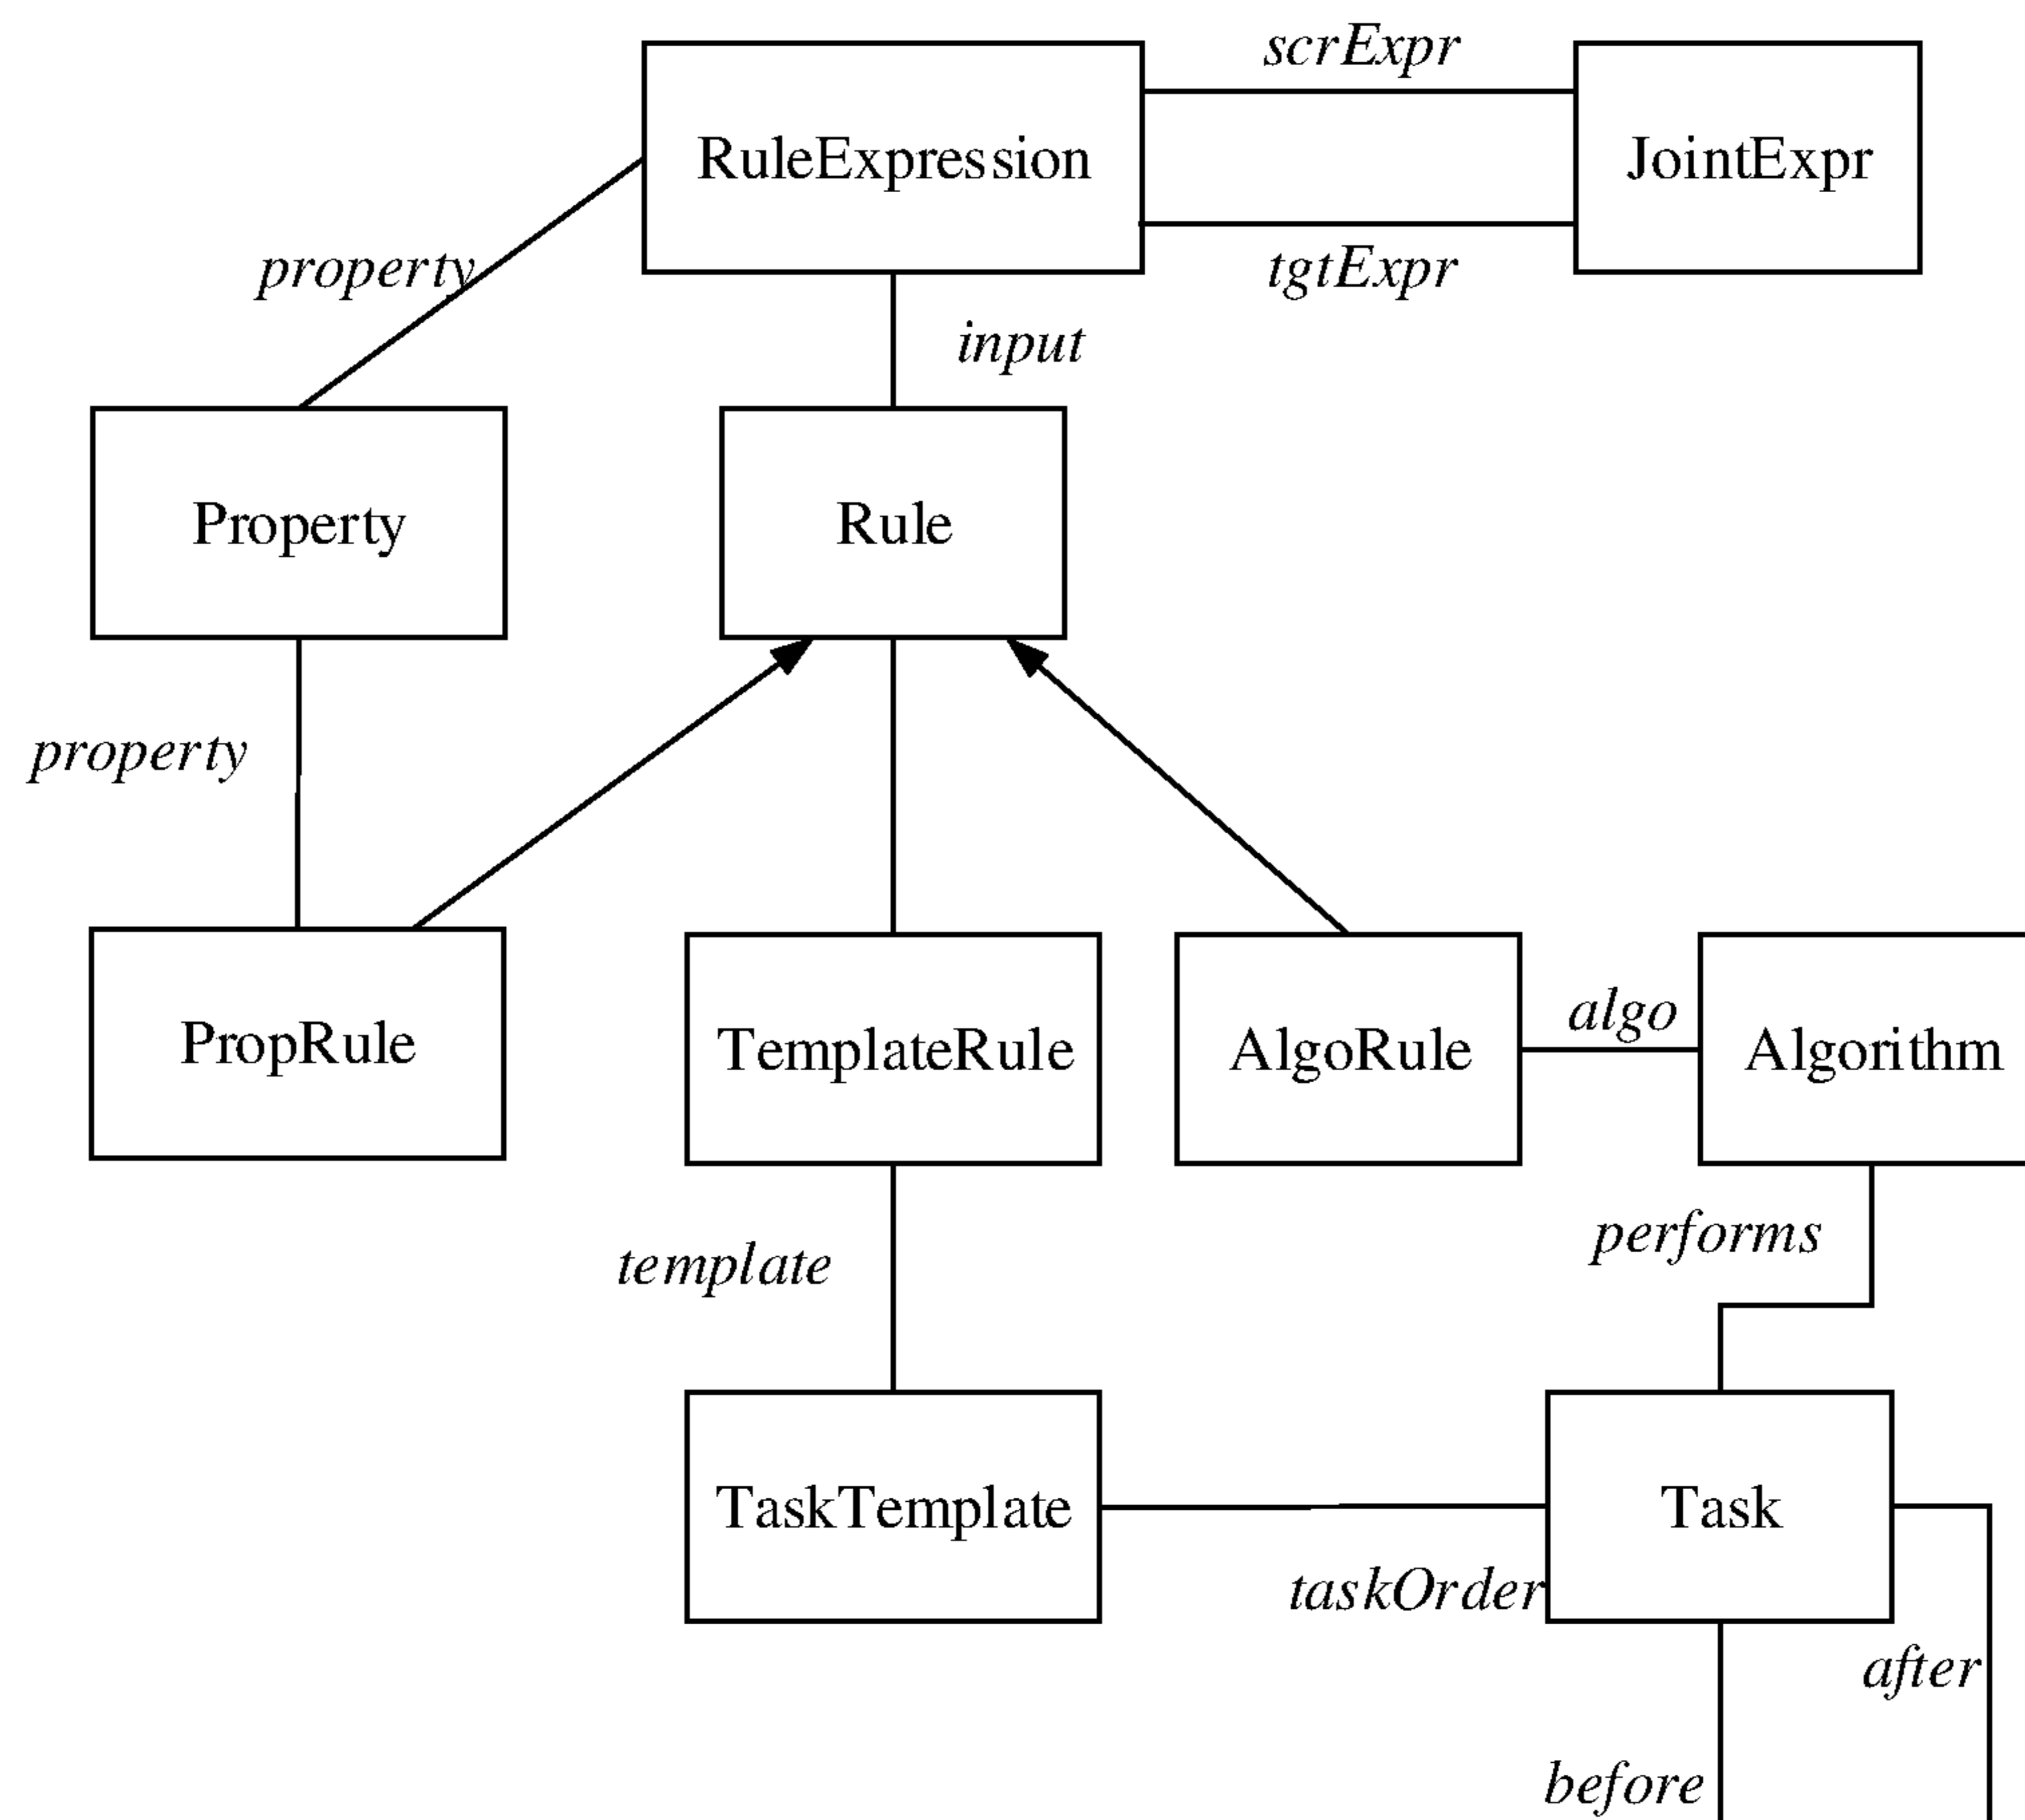 scrExpr
RuleExpression
JointExpr
property
tgtExpr
input
Property
Rule
property
algo
PropRule
TemplateRule
AlgoRule
Algorithm
performs
template
TaskTemplate
Task
taskOrder
after
before